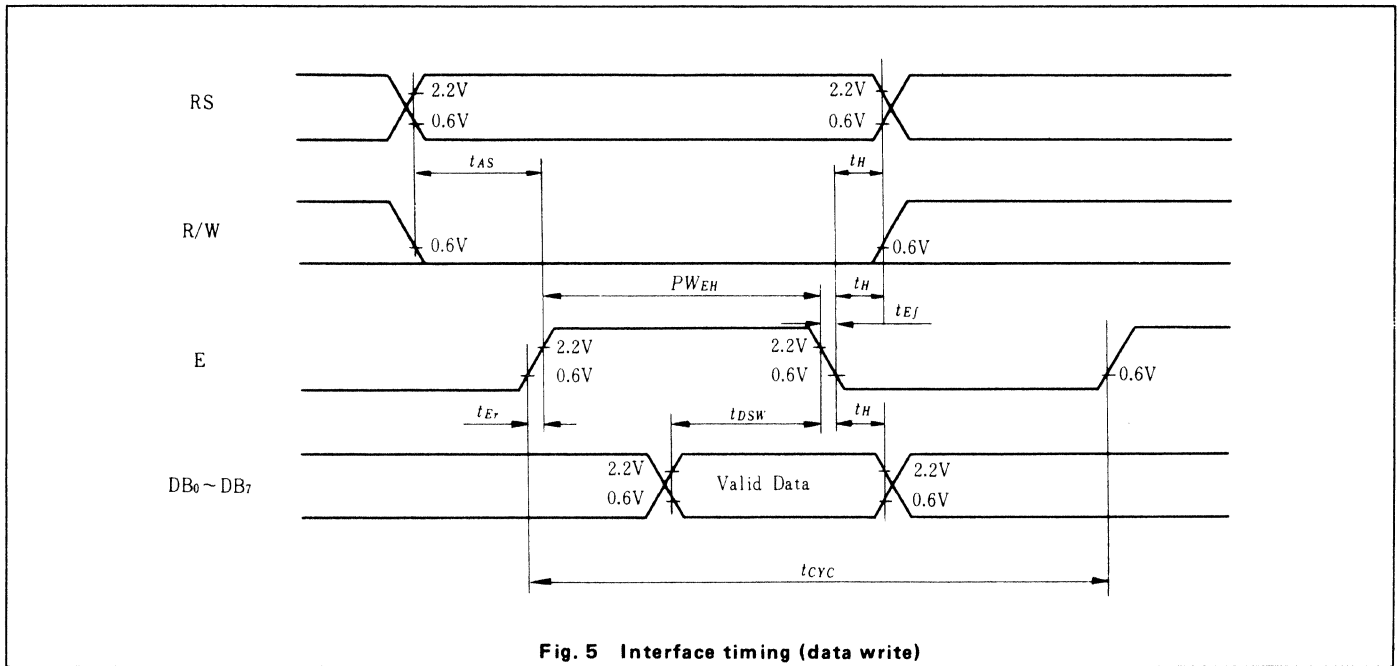 RS
2.2V
0.6V
2.2V
0.6V
tAS
tH
R/W
0.6V
0.6V
PWEH
tH
tEf
E
2.2V
0.6V
2.2V
0.6V
0.6V
tEr
tDSW
tH
DB0~DB7
2.2V
0.6V
Valid Data
2.2V
0.6V
tCYC
Fig. 5 Interface timing (data write)